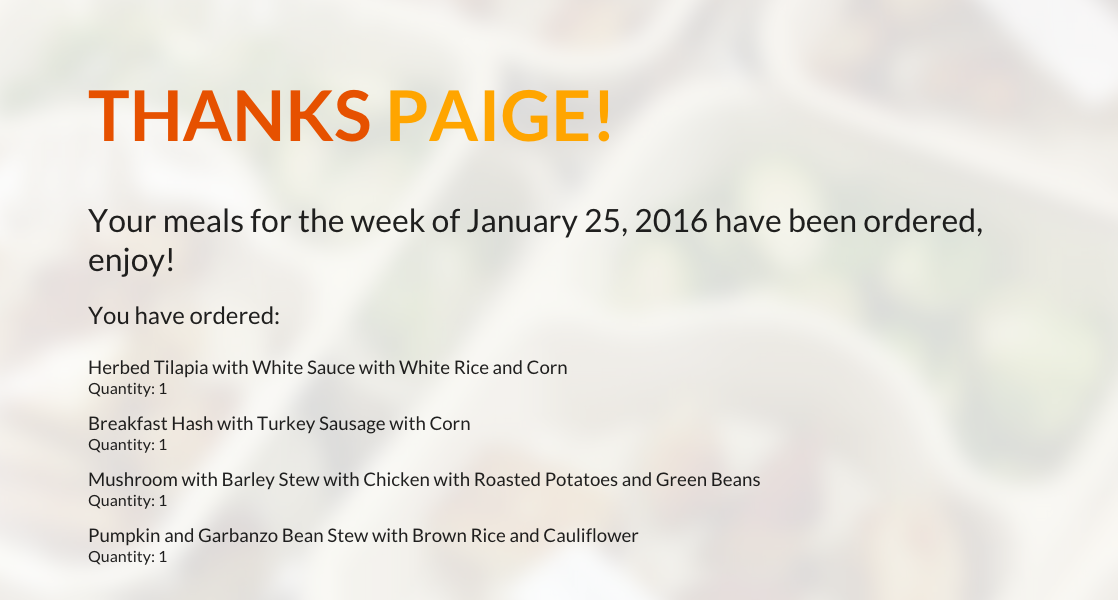 THANKS PAIGE!
Your meals for the week of January 25, 2016 have been ordered,
enjoy!
You have ordered:
Herbed Tilapia with White Sauce with White Rice and Corn
Quantity: 1
Breakfast Hash with Turkey Sausage with Corn
Quantity: 1
Mushroom with Barley Stew with Chicken with Roasted Potatoes and Green Beans
Quantity: 1
Pumpkin and Garbanzo Bean Stew with Brown Rice and Cauliflower
Quantity: 1